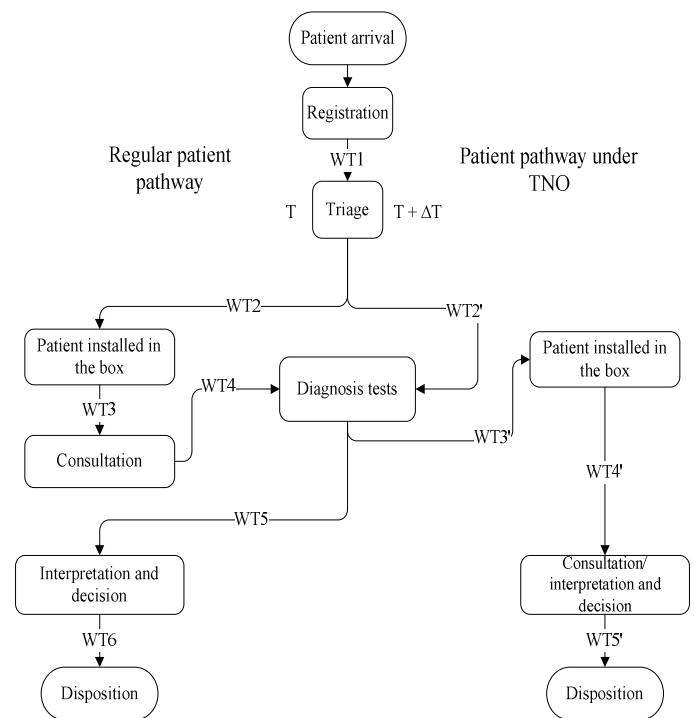 Patient arrival
Registration
Regular patient
pathway
WT1
Patient pathway under
TNO
T
Triage
T + ΔT
WT2
WT2'
Patient installed in
the box
Diagnosis tests
Patient installed in
the box
WT3
WT4
Consultation
WT3'
WT4'
WT5
Interpretation and
decision
Consultation/
interpretation and
decision
WT6
WT5'
Disposition
Disposition